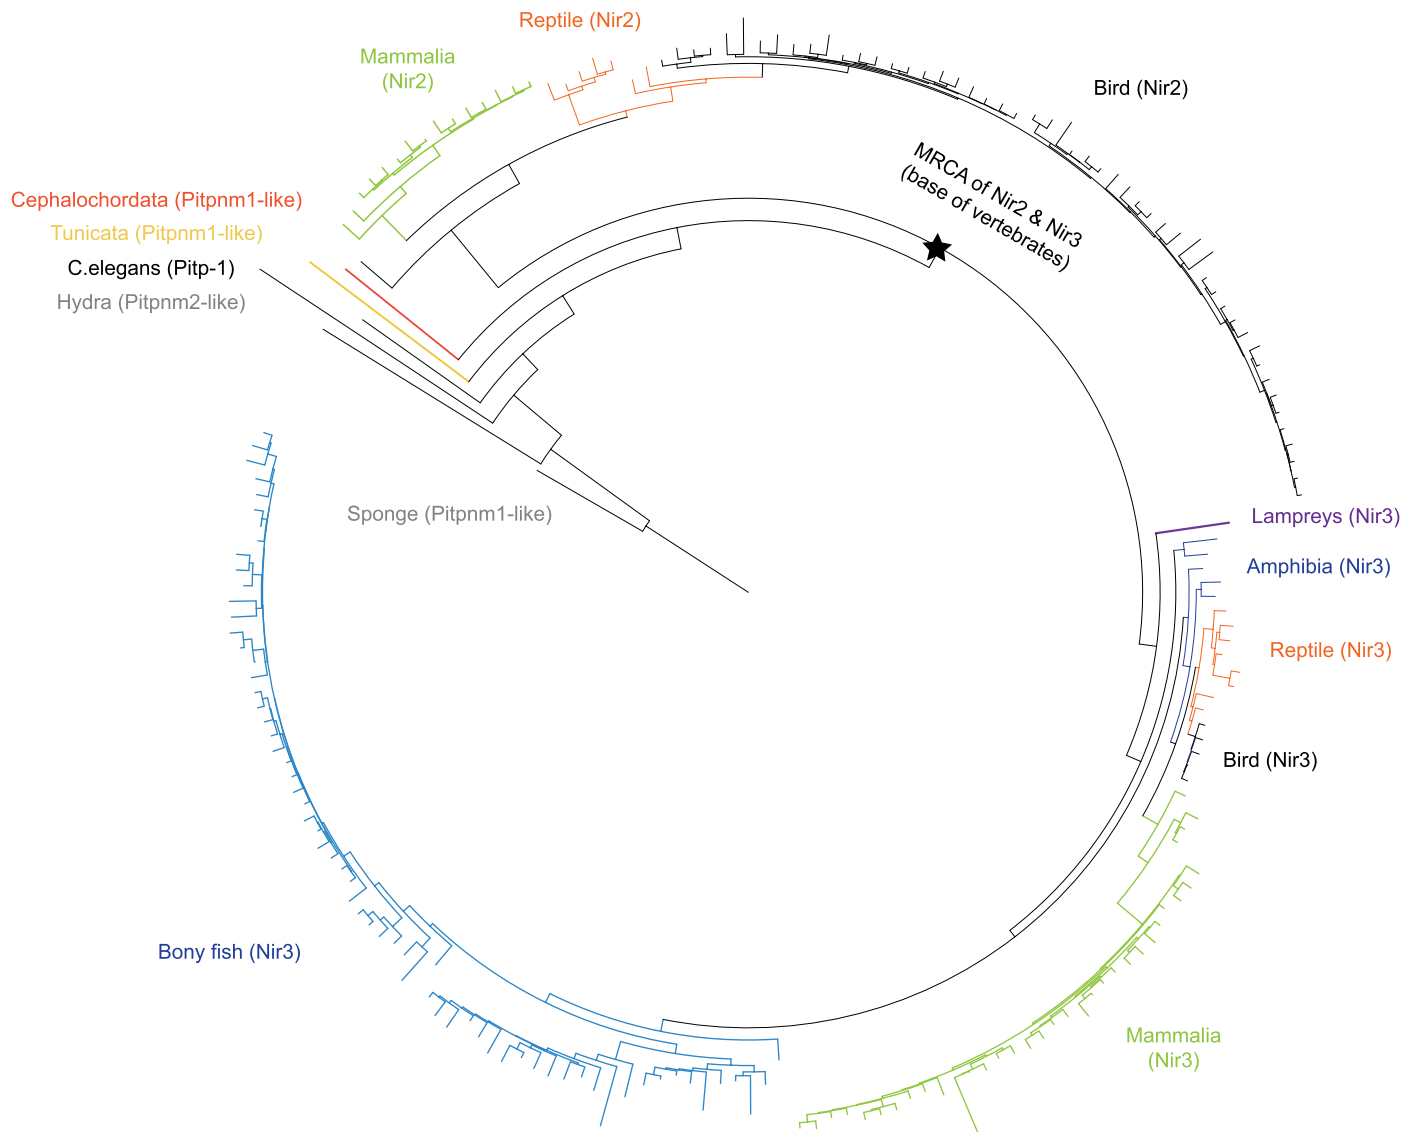 Reptile (Nir2)
Mammalia
(Nir2)
Bird (Nir2)
MRCA of Nir2 & Nir3
(base of vertebrates)
Cephalochordata (Pitpnm1-like)
Tunicata (Pitpnm1-like)
C.elegans (Pitp-1)
Hydra (Pitpnm2-like)
Sponge (Pitpnm1-like)
Lampreys (Nir3)
Amphibia (Nir3)
Reptile (Nir3)
Bird (Nir3)
Bony fish (Nir3)
Mammalia
(Nir3)